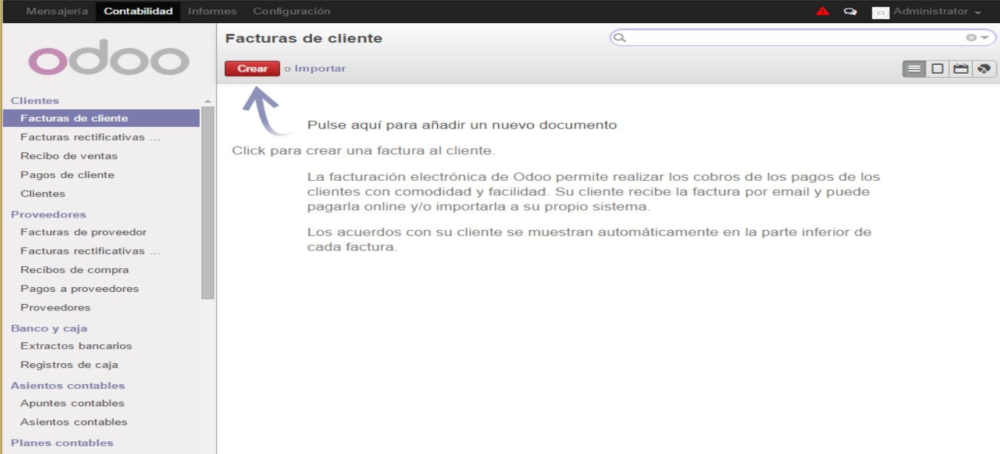 Mensajería Contabilidad Informes Configuración Administrator
odoo
Clientes
Facturas de cliente
Facturas rectificativas ...
Recibo de ventas
Pagos de cliente
Clientes
Proveedores
Facturas de proveedor
Facturas rectificativas ...
Recibos de compra
Pagos a proveedores
Proveedores
Banco y caja
Extractos bancarios
Registros de caja
Asientos contables
Apuntes contables
Asientos contables
Planes contables
Facturas de cliente
Crear o Importar
Pulse aquí para añadir un nuevo documento
Click para crear una factura al cliente.
La facturación electrónica de Odoo permite realizar los cobros de los pagos de los
clientes con comodidad y facilidad. Su cliente recibe la factura por email y puede
pagarla online y/o importarla a su propio sistema.
Los acuerdos con su cliente se muestran automáticamente en la parte inferior de
cada factura.